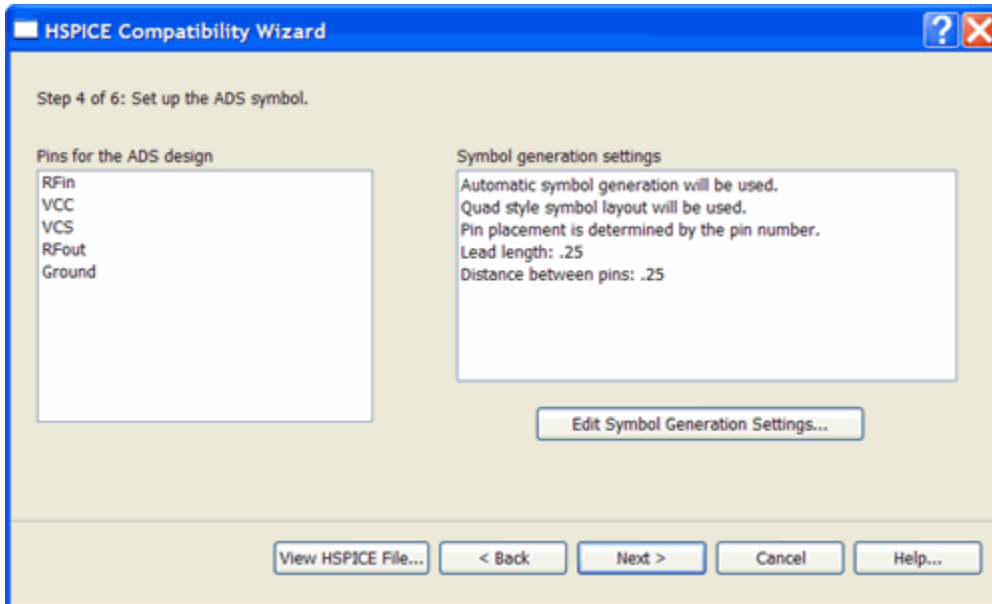 HSPICE Compatibility Wizard
?
Step 4 of 6: Set up the ADS symbol.
Pins for the ADS design
RFin
VCC
VCS
RFout
Ground
Symbol generation settings
Automatic symbol generation will be used.
Quad style symbol layout will be used.
Pin placement is determined by the pin number.
Lead length: .25
Distance between pins: .25
Edit Symbol Generation Settings...
View HSPICE File...
< Back
Next >
Cancel
Help...